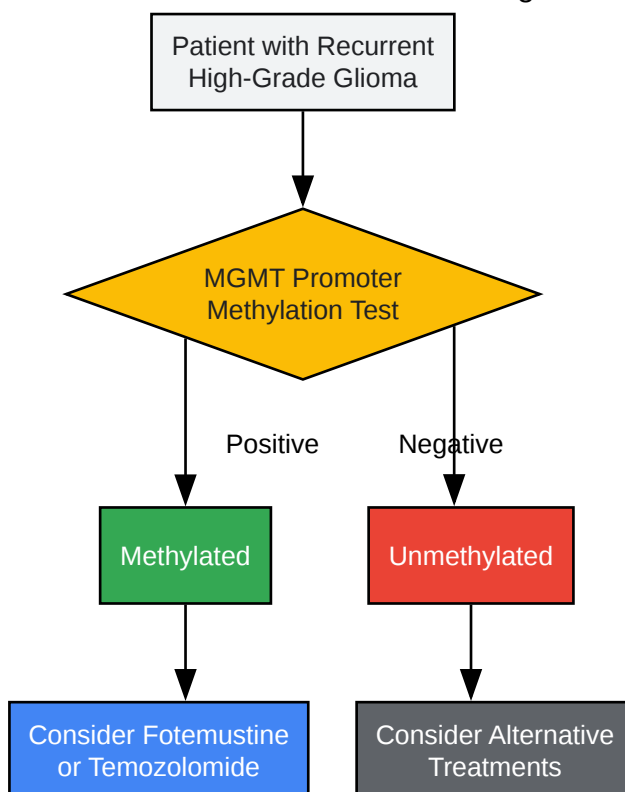 Patient with Recurrent
High-Grade Glioma
MGMT Promoter
Methylation Test
Positive
Negative
Methylated
Unmethylated
Consider Fotemustine
or Temozolomide
Consider Alternative
Treatments